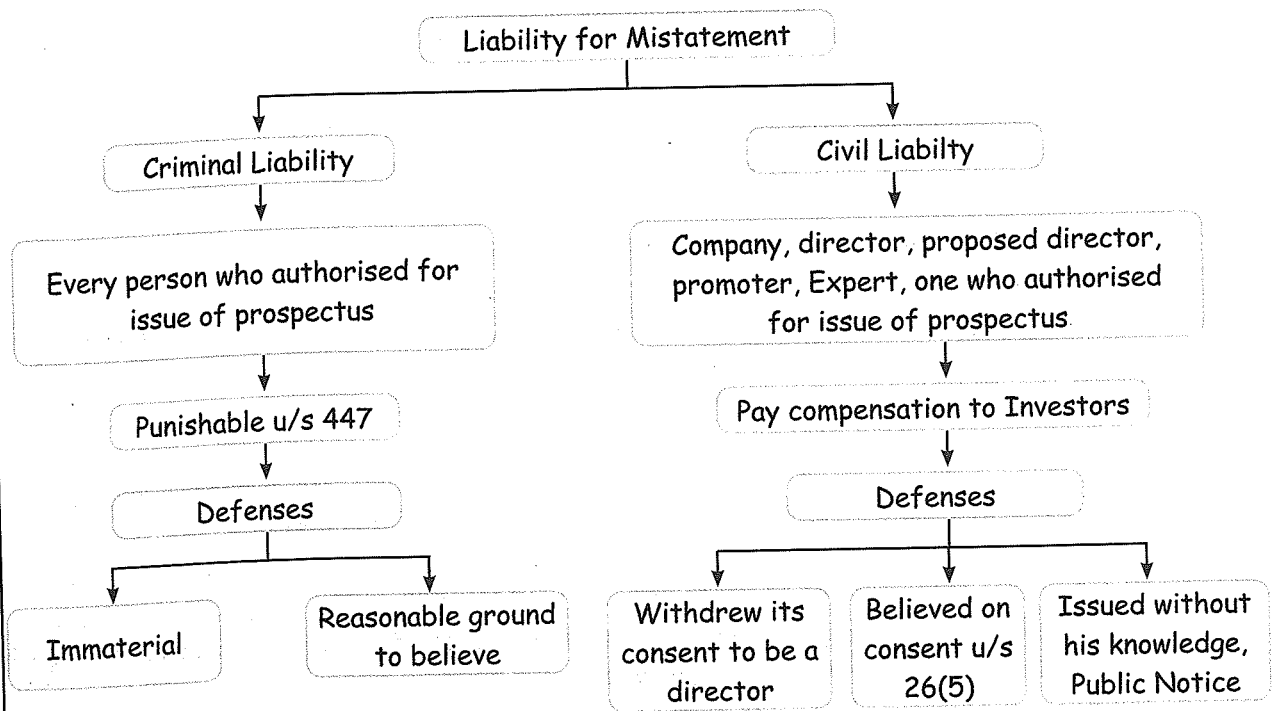 Liability for Mistatement
Criminal Liability
Civil Liabilty
Every person who authorised for
issue of prospectus
Company, director, proposed director,
promoter, Expert, one who authorised
for issue of prospectus
Punishable u/s 447
Pay compensation to Investors
Defenses
Defenses
Immaterial
Reasonable ground
to believe
Withdrew its
consent to be a
director
Believed on
consent u/s
26(5)
Issued without
his knowledge,
Public Notice